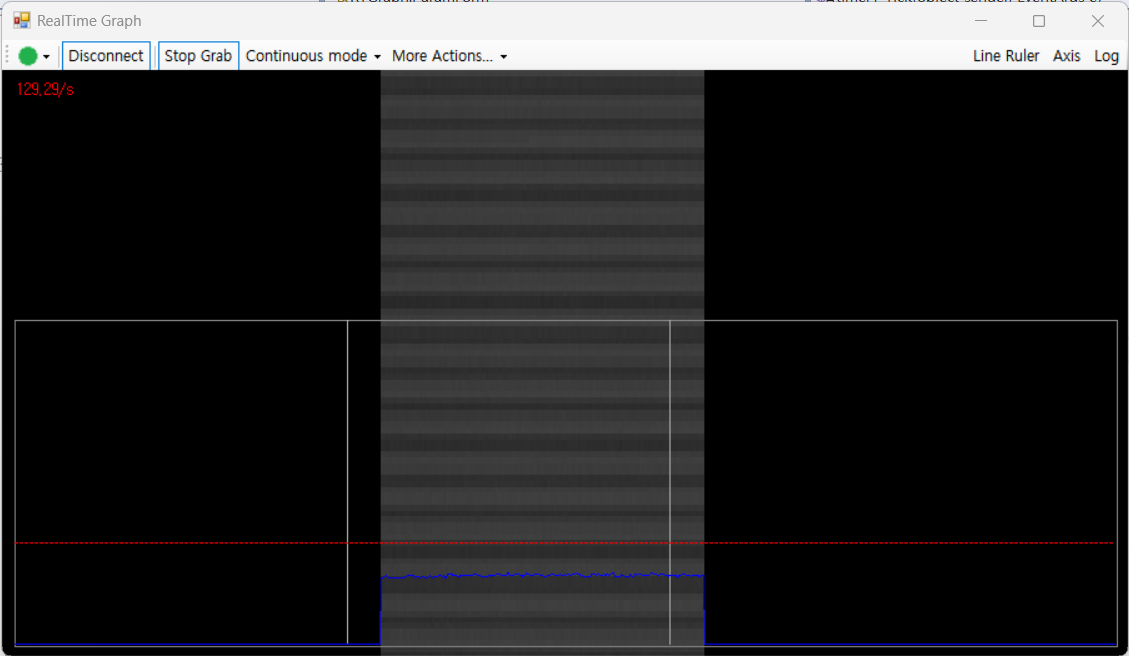 RealTime Graph
Disconnect Stop Grab Continuous mode More Actions... Line Ruler Axis Log
129.29/s